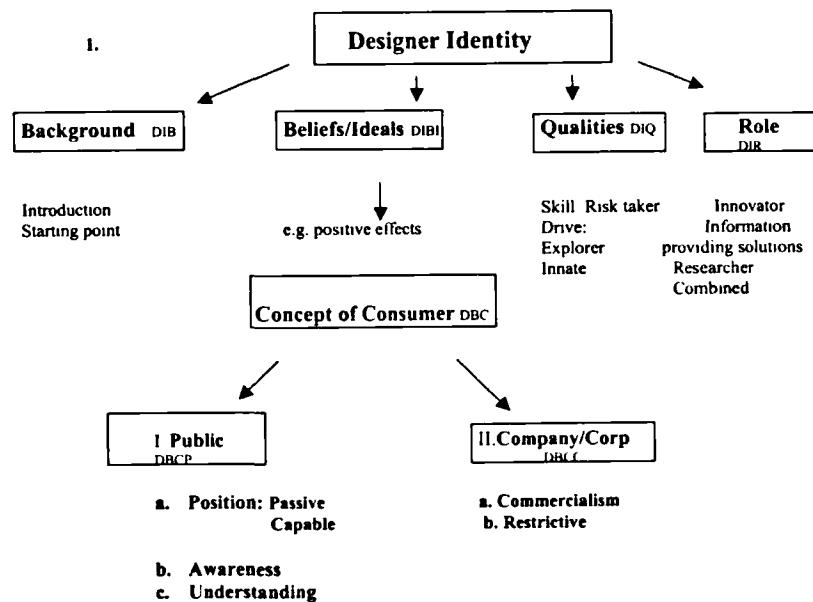 1.
Designer Identity
Background DIB
Beliefs/Ideals DIBI
Qualities DIQ
Role
DIR
Introduction
Starting point
e.g. positive effects
Skill Risk taker
Drive:
Explorer
Innate
Innovator
Information
providing solutions
Researcher
Combined
Concept of Consumer DBC
I Public
DBCP
II.Company/Corp
a. Position: Passive
Capable
b. Awareness
c. Understanding
a. Commercialism
b. Restrictive